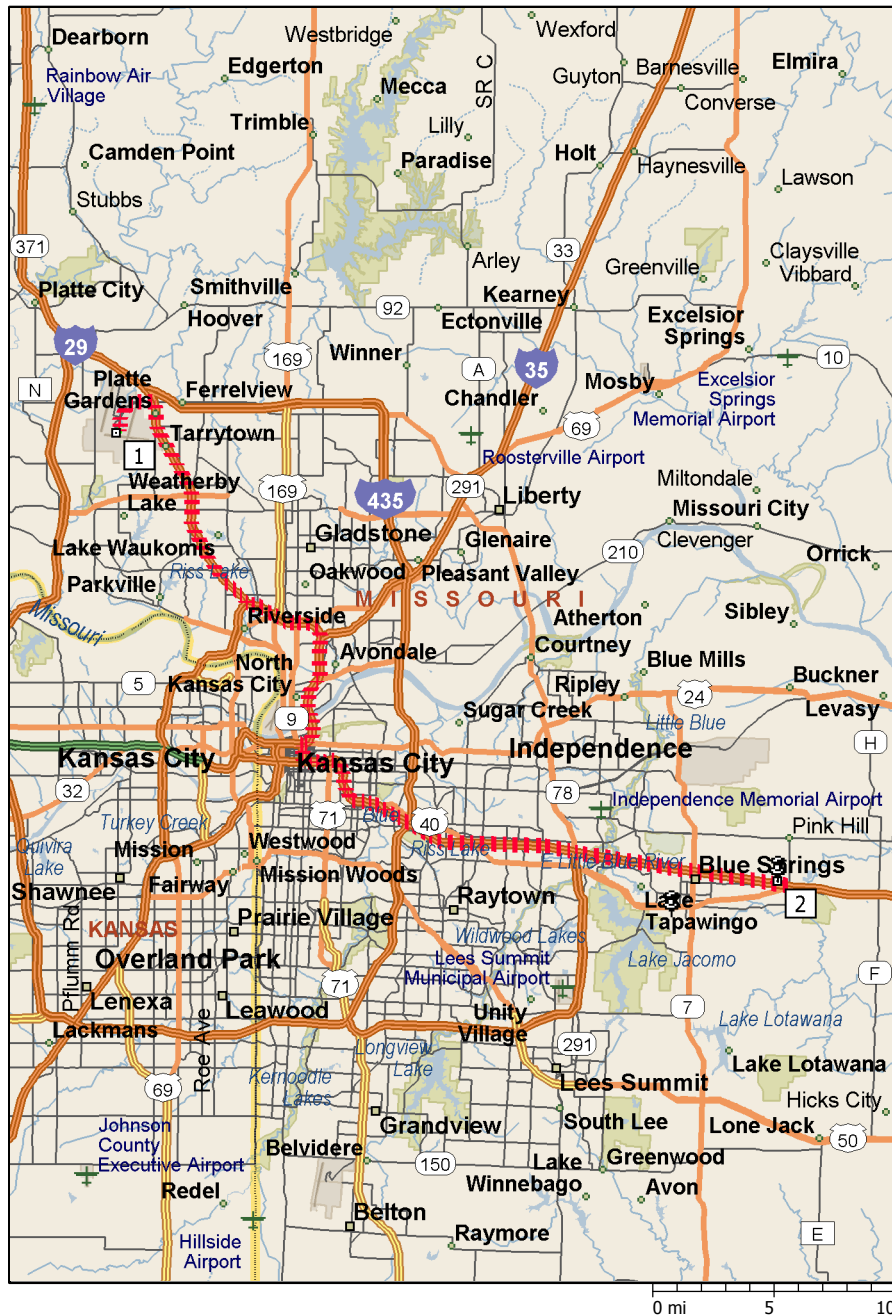 Westbridge
Wexford
Dearborn
Guyton
Barnesville
Elmira
Rainbow Air
Village
Edgerton
SR C
Mecca
Converse
Trimble
Lilly
Camden Point
Paradise
Holt
Haynesville
Lawson
Stubbs
371
33
Arley
Greenville
Claysville
Vibbard
Platte City
Smithville
Hoover
92
Kearney
Ectonville
Excelsior
Springs
29
169
Winner
A
35
10
N
Platte
Gardens
Ferrelview
Mosby
Chandler
Excelsior
Springs
Memorial Airport
69
Tarrytown
1
Roosterville Airport
Weatherby
Lake
169
435
291
Liberty
Miltondale
Missouri City
Gladstone
Lake Waukomis
Glenaire
Clevenger
210
Orrick
Parkville
Riss Lake
Oakwood
Pleasant Valley
MISSOURI
Missouri
Riverside
Atherton
Sibley
Avondale
Courtney
North
Kansas City
5
Blue Mills
Buckner
Ripley
24
Levasy
9
Sugar Creek
Little Blue
H
Kansas City
Kansas City
Independence
32
78
Independence Memorial Airport
Turkey Creek
71
Blue
40
Pink Hill
Quivira
Lake
Mission
Westwood
Riss Lake
E Little Blue River
Blue Springs
Shawnee
Fairway
Mission Woods
Raytown
Lake
Tapawingo
2
KANSAS
Prairie Village
Wildwood Lakes
Pflumm Rd
Overland Park
Lees Summit
Municipal Airport
Lake Jacomo
71
F
Lenexa
Leawood
Unity
Village
7
Lackmans
Roe Ave
Longview
Lake
291
Lake Lotawana
Kernoodle
Lakes
Lake Lotawana
69
Lees Summit
Hicks City
Grandview
South Lee
Lone Jack
50
Johnson
County
Executive Airport
Belvidere
150
Lake
Winnebago
Greenwood
Redel
Avon
Belton
Hillside
Airport
Raymore
E
0 mi 5 10